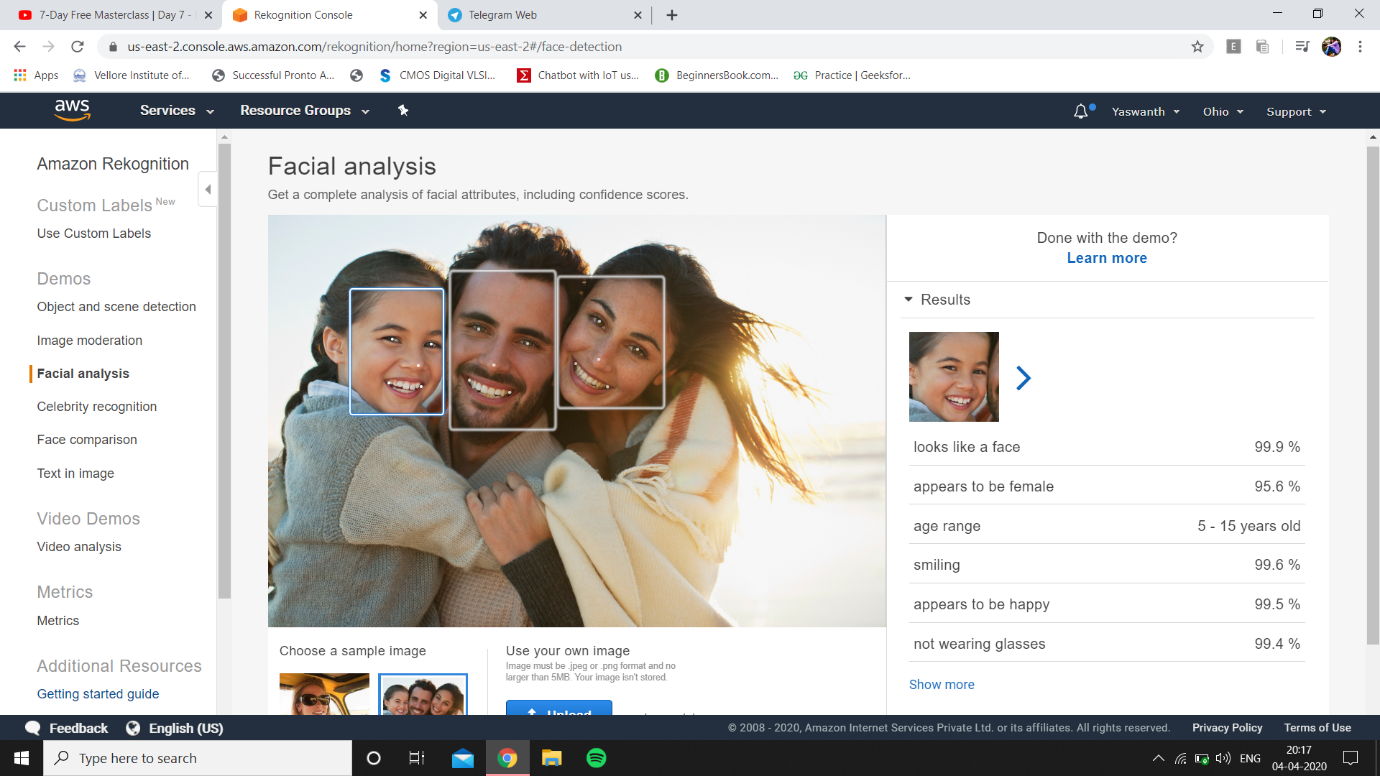 7-Day Free Masterclass | Day 7 -
Rekognition Console
Telegram Web
us-east-2.console.aws.amazon.com/rekognition/home?region=us-east-2#/face-detection
Apps
Vellore Institute of...
Successful Pronto A...
CMOS Digital VLSI...
Chatbot with IoT us...
BeginnersBook.com...
Practice | Geeksfor...
aws
Services
Resource Groups
Yaswanth
Ohio
Support
Amazon Rekognition
Custom Labels New
Use Custom Labels
Demos
Object and scene detection
Image moderation
Facial analysis
Celebrity recognition
Face comparison
Text in image
Video Demos
Video analysis
Metrics
Metrics
Additional Resources
Getting started guide
Facial analysis
Get a complete analysis of facial attributes, including confidence scores.
Choose a sample image
Use your own image
Image must be .jpeg or .png format and no
larger than 5MB. Your image isn't stored.
Upload
Done with the demo?
Learn more
Results
looks like a face 99.9 %
appears to be female 95.6 %
age range 5 - 15 years old
smiling 99.6 %
appears to be happy 99.5 %
not wearing glasses 99.4 %
Show more
Feedback
English (US)
© 2008 - 2020, Amazon Internet Services Private Ltd. or its affiliates. All rights reserved.
Privacy Policy
Terms of Use
Type here to search
ENG
20:17
04-04-2020